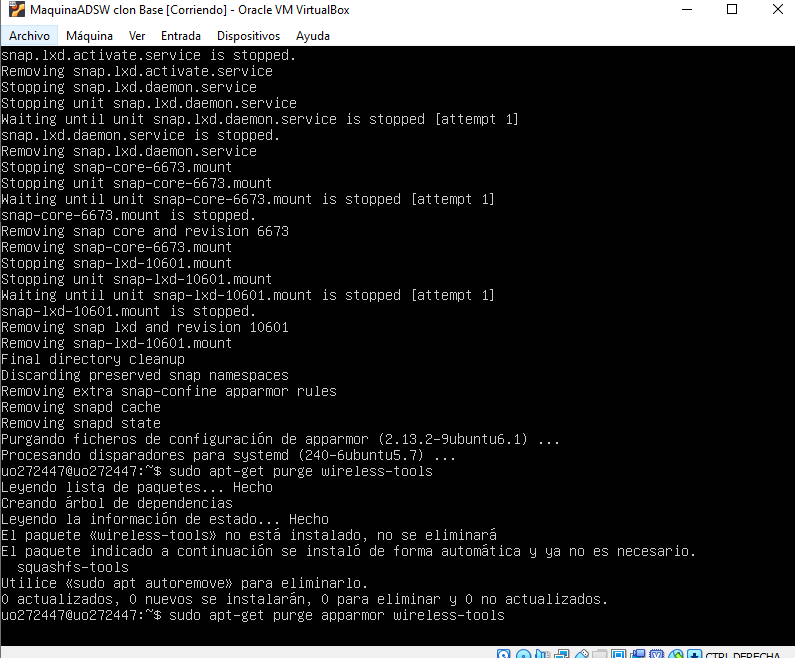 MaquinaADSW clon Base [Corriendo] - Oracle VM VirtualBox
Archivo Máquina Ver Entrada Dispositivos Ayuda
snap.lxd.activate.service is stopped.
Removing snap.lxd.activate.service
Stopping snap.lxd.daemon.service
Stopping unit snap.lxd.daemon.service
Waiting until unit snap.lxd.daemon.service is stopped [attempt 1]
snap.lxd.daemon.service is stopped.
Removing snap.lxd.daemon.service
Stopping snap-core-6673.mount
Stopping unit snap-core-6673.mount
Waiting until unit snap-core-6673.mount is stopped [attempt 1]
snap-core-6673.mount is stopped.
Removing snap core and revision 6673
Removing snap-core-6673.mount
Stopping snap-lxd-10601.mount
Stopping unit snap-lxd-10601.mount
Waiting until unit snap-lxd-10601.mount is stopped [attempt 1]
snap-lxd-10601.mount is stopped.
Removing snap lxd and revision 10601
Removing snap-lxd-10601.mount
Final directory cleanup
Discarding preserved snap namespaces
Removing extra snap-confine apparmor rules
Removing snapd cache
Removing snapd state
Purgando ficheros de configuración de apparmor (2.13.2-9ubuntu6.1) ...
Procesando disparadores para systemd (240-6ubuntu5.7) ...
uo272447@uo272447:~$ sudo apt-get purge wireless-tools
Leyendo lista de paquetes... Hecho
Creando árbol de dependencias
Leyendo la información de estado... Hecho
El paquete «wireless-tools» no está instalado, no se eliminará
El paquete indicado a continuación se instaló de forma automática y ya no es necesario.
squashfs-tools
Utilice «sudo apt autoremove» para eliminarlo.
0 actualizados, 0 nuevos se instalarán, 0 para eliminar y 0 no actualizados.
uo272447@uo272447:~$ sudo apt-get purge apparmor wireless-tools
CTRL DERECHA